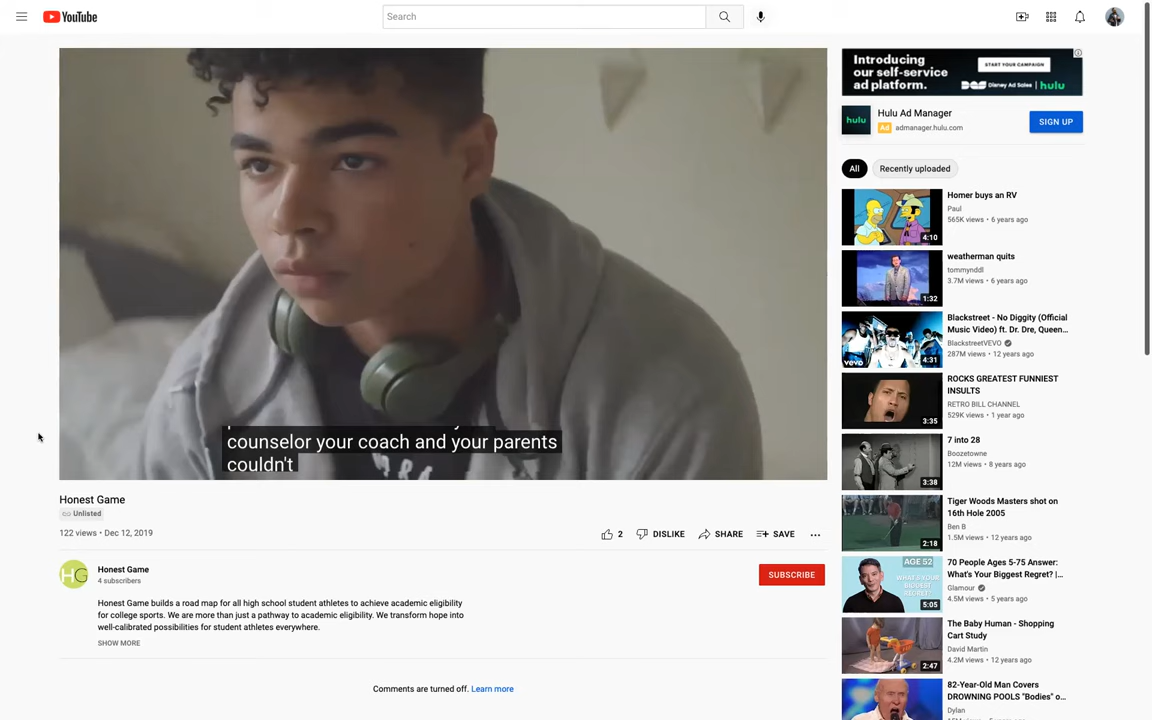 YouTube
Search
Introducing
our self-service
ad platform.
START YOUR CAMPAIGN
Disney Ad Sales | hulu
hulu
Hulu Ad Manager
Ad admanager.hulu.com
SIGN UP
All
Recently uploaded
Homer buys an RV
Paul
565K views • 6 years ago
4:10
weatherman quits
tommynddl
3.7M views • 6 years ago
1:32
Blackstreet - No Diggity (Official
Music Video) ft. Dr. Dre, Queen...
BlackstreetVEVO
287M views • 12 years ago
vevo
4:31
ROCKS GREATEST FUNNIEST
INSULTS
RETRO BILL CHANNEL
529K views • 1 year ago
3:35
7 into 28
Boozetowne
12M views • 8 years ago
3:38
Tiger Woods Masters shot on
16th Hole 2005
Ben B
1.5M views • 12 years ago
2:18
AGE 52
WHAT'S YOUR
BIGGEST
REGRET?
5:05
70 People Ages 5-75 Answer:
What's Your Biggest Regret? |...
Glamour
4.5M views • 5 years ago
The Baby Human - Shopping
Cart Study
David Martin
4.2M views • 12 years ago
2:47
82-Year-Old Man Covers
DROWNING POOLS "Bodies" o...
Dylan
counselor your coach and your parents
couldn't
Honest Game
Unlisted
122 views • Dec 12, 2019
2
DISLIKE
SHARE
SAVE
HG
Honest Game
4 subscribers
SUBSCRIBE
Honest Game builds a road map for all high school student athletes to achieve academic eligibility
for college sports. We are more than just a pathway to academic eligibility. We transform hope into
well-calibrated possibilities for student athletes everywhere.
SHOW MORE
Comments are turned off. Learn more